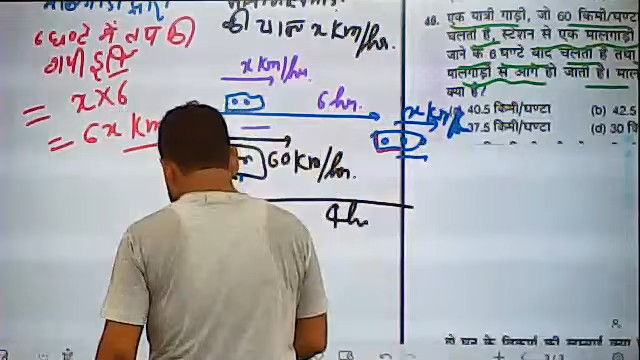 मालगाड़ी द्वारा
6 घण्टे में तय की
गयी दूरी
= x×6
= 6x Km
की चाल x Km/hr.
x Km/hr.
6 hr.
x Km/
60 Km/hr.
4 h
46. एक यात्री गाड़ी, जो 60 किमी/घण्टा
चलती है, स्टेशन से एक मालगाड़ी
जाने के 6 घण्टे बाद चलती है तथा
मालगाड़ी से आगे हो जाती है। माल
क्या है?
40.5 किमी/घण्टा
(b) 42.5
37.5 किमी/घण्टा
(d) 30 कि